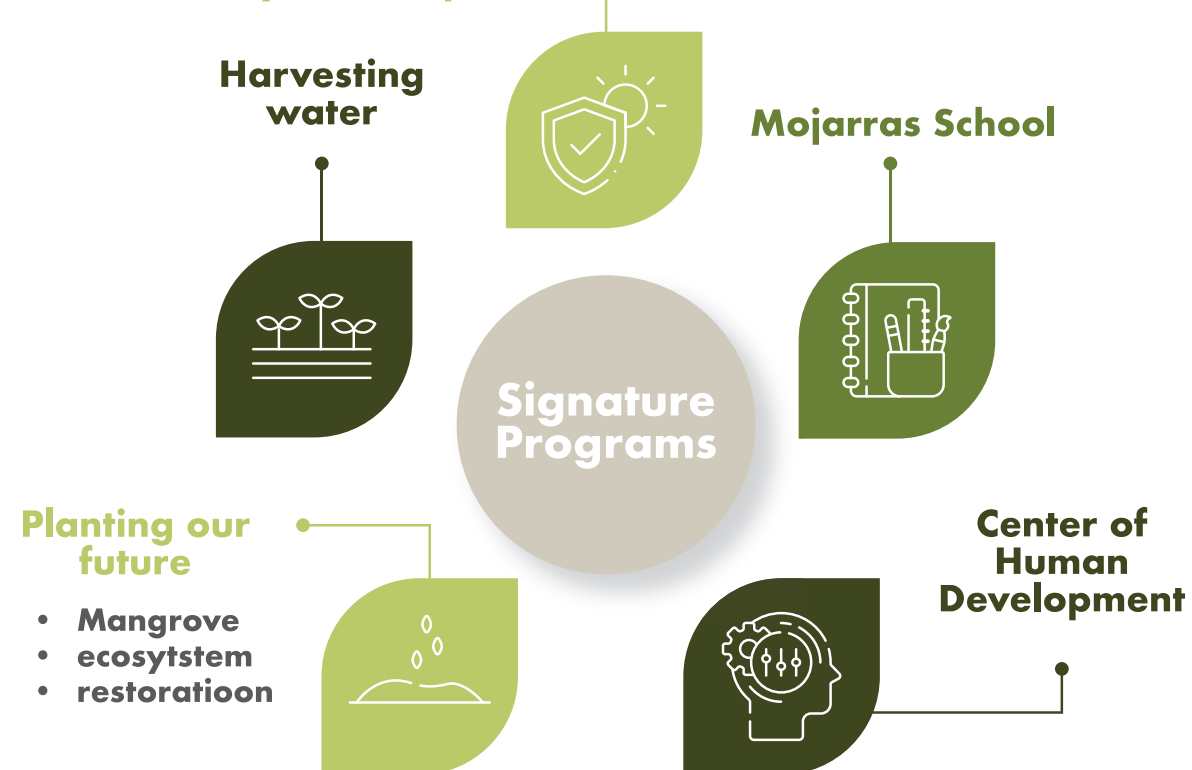 Harvesting
water
Mojarras School
Signature
Programs
Planting our
future
• Mangrove
• ecosytstem
• restoratioon
Center of
Human
Development